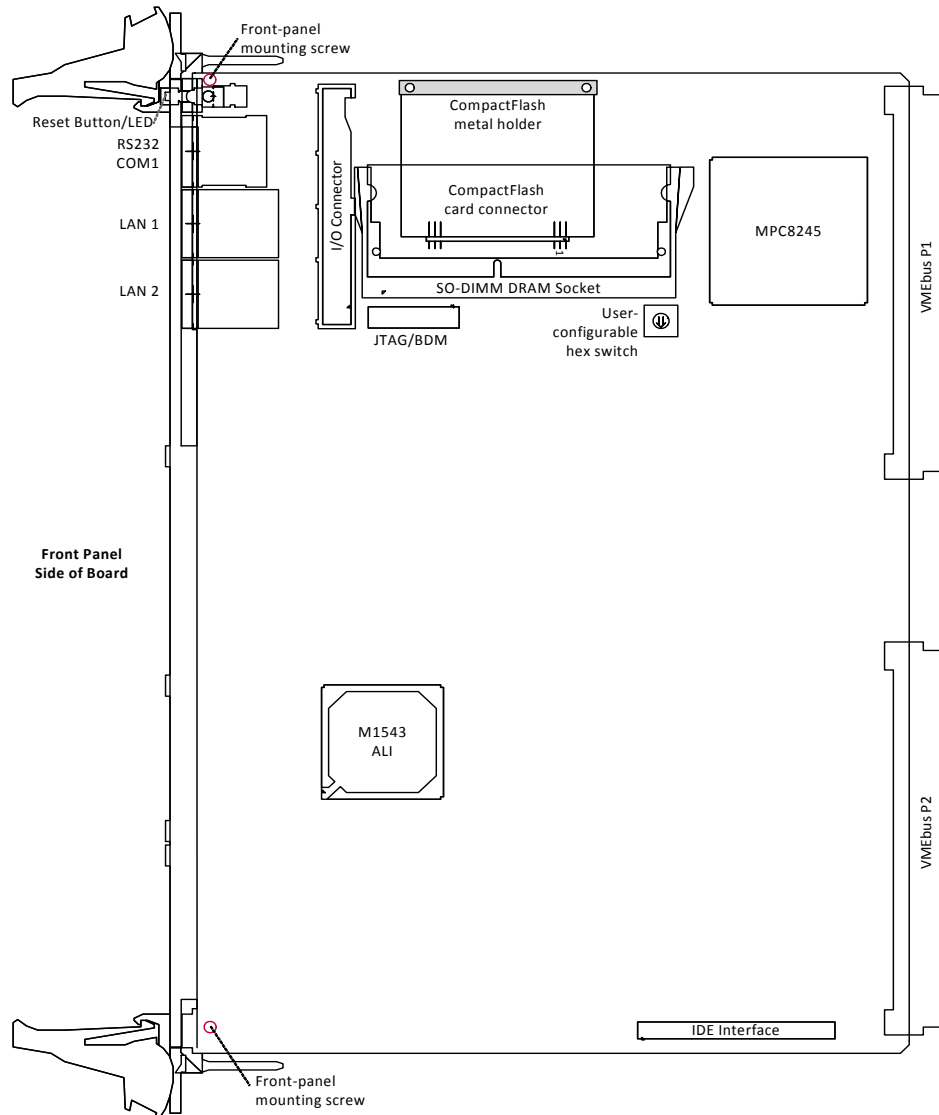 Front-panel
mounting screw
Reset Button/LED
RS232
COM1
LAN 1
LAN 2
I/O Connector
CompactFlash
metal holder
CompactFlash
card connector
1
SO-DIMM DRAM Socket
JTAG/BDM
User-
configurable
hex switch
MPC8245
VMEbus P1
Front Panel
Side of Board
M1543
ALI
VMEbus P2
IDE Interface
Front-panel
mounting screw